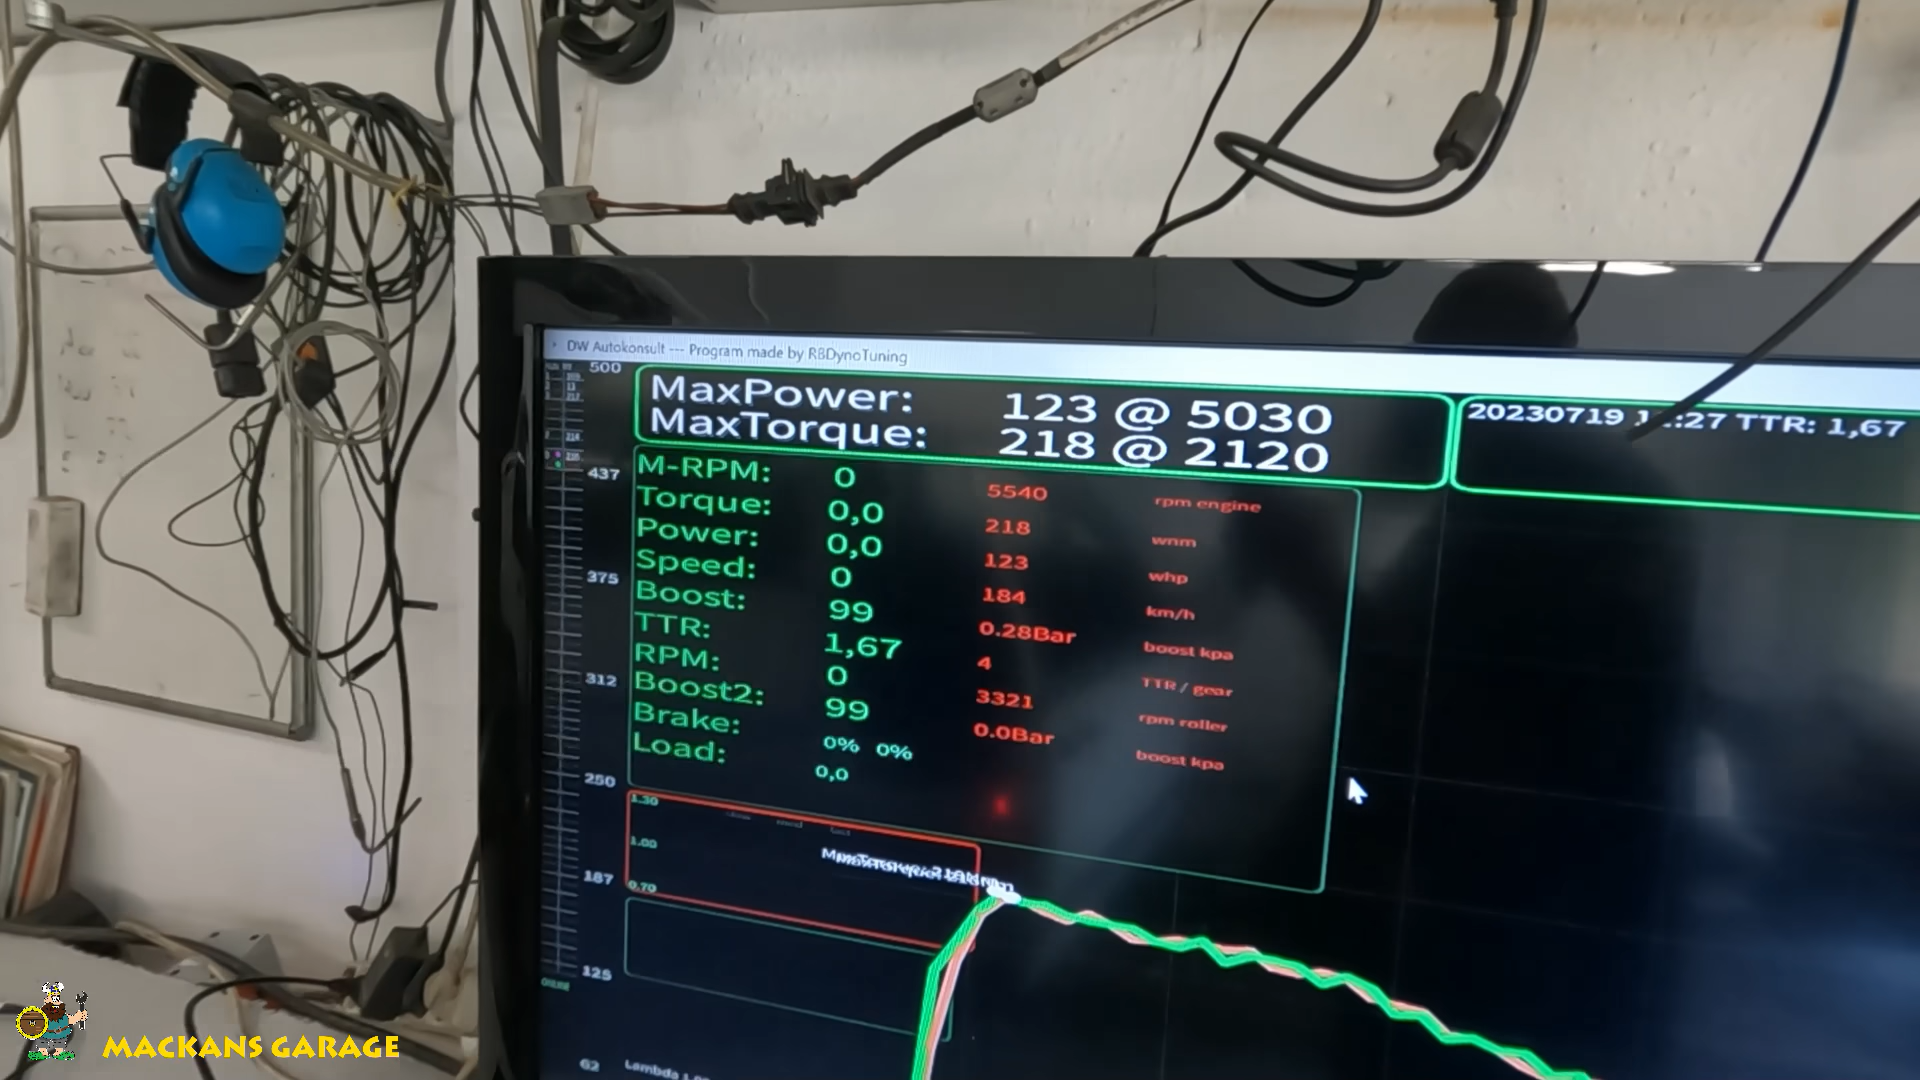 DW Autokonsult --- Program made by R8DynoTuning
500
MaxPower: 123 @ 5030
MaxTorque: 218 @ 2120
20230719 :27 TTR: 1,67
437
M-RPM: 0 5540 rpm engine
Torque: 0,0 218 wnm
Power: 0,0 123 whp
375
Speed: 0 184 km/h
Boost: 99 0.28Bar boost kpa
TTR: 1,67 4 TTR / gear
312
RPM: 0 3321 rpm roller
Boost2: 99 0.0Bar boost kpa
Brake: 0% 0%
Load: 0,0
250
1.30
1.00
0.70
187
125
62
Lambda
MACKANS GARAGE